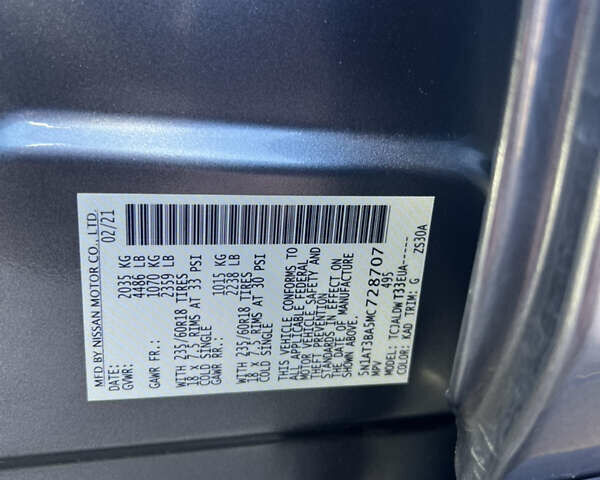 MFD BY NISSAN MOTOR CO., LTD.
DATE: 02/21
GVWR: 2035 KG
4486 LB
GAWR FR.: 1070 KG
2359 LB
WITH 235/60R18 TIRES
18 X 7.5 RIMS AT 33 PSI
COLD SINGLE
GAWR RR.: 1015 KG
2238 LB
WITH 235/60R18 TIRES
18 X 7.5 RIMS AT 30 PSI
COLD SINGLE
THIS VEHICLE CONFORMS TO
ALL APPLICABLE FEDERAL
MOTOR VEHICLE SAFETY AND
THEFT PREVENTION
STANDARDS IN EFFECT ON
THE DATE OF MANUFACTURE
SHOWN ABOVE.
5N1AT3BA5MC728707
MPV 495
MODEL: TCJALDWT33EUA------
COLOR: KAD TRIM: G ZS30A